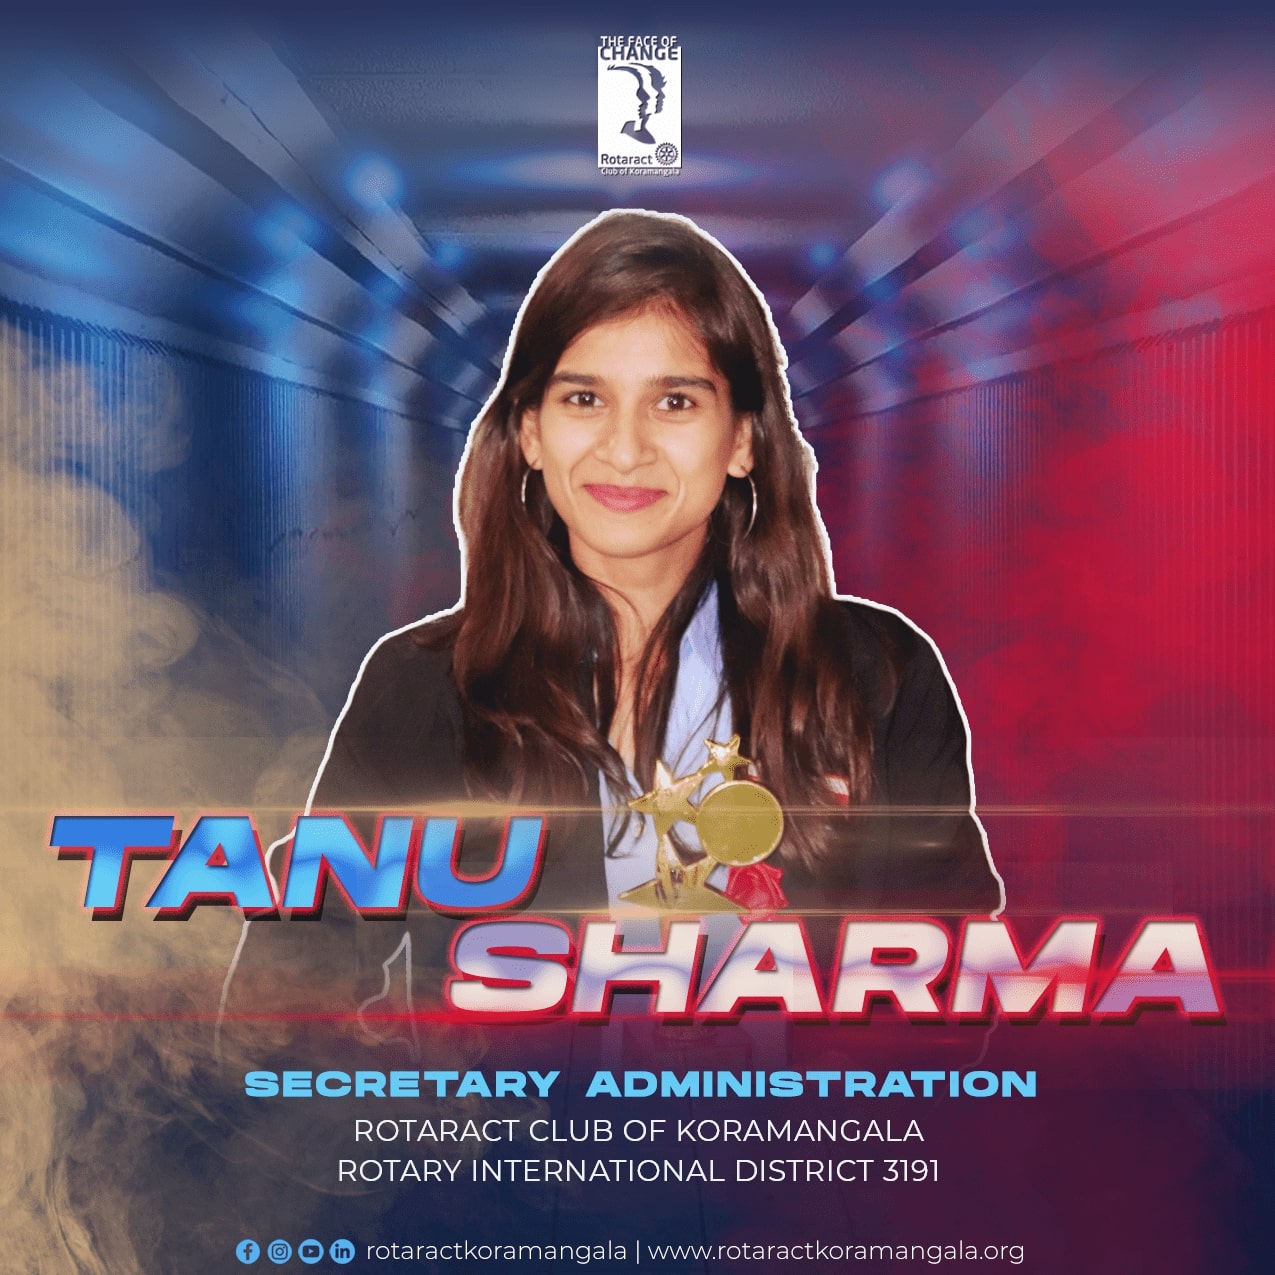 THE FACE OF
CHANGE
Rotaract
Club of Koramangala
TANU
SHARMA
SECRETARY ADMINISTRATION
ROTARACT CLUB OF KORAMANGALA
ROTARY INTERNATIONAL DISTRICT 3191
rotaractkoramangala | www.rotaractkoramangala.org